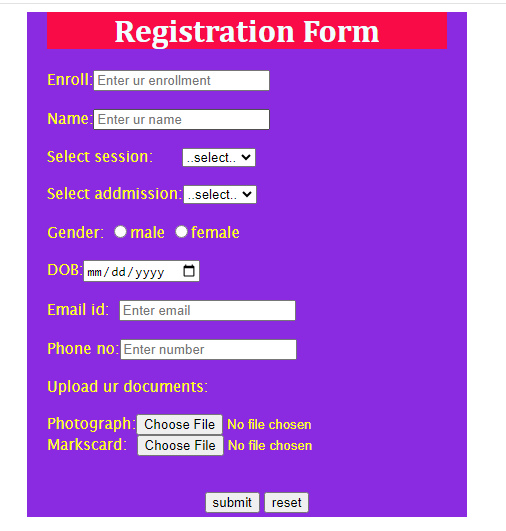 Registration Form
Enroll: Enter ur enrollment
Name: Enter ur name
Select session: ..select..
Select addmission: ..select..
Gender: male female
DOB: mm/dd/yyyy
Email id: Enter email
Phone no: Enter number
Upload ur documents:
Photograph: Choose File No file chosen
Markscard: Choose File No file chosen
submit reset